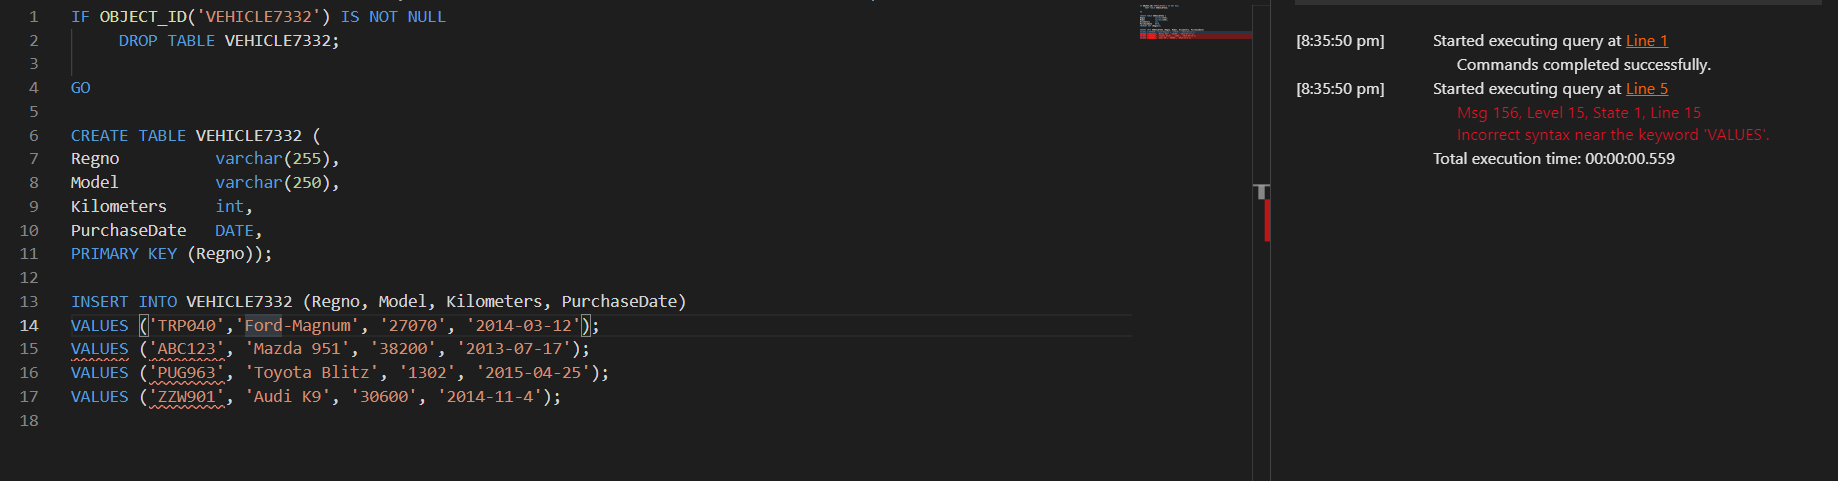 1 IF OBJECT_ID('VEHICLE7332') IS NOT NULL
2 DROP TABLE VEHICLE7332;
3
4 GO
5
6 CREATE TABLE VEHICLE7332 (
7 Regno varchar(255),
8 Model varchar(250),
9 Kilometers int,
10 PurchaseDate DATE,
11 PRIMARY KEY (Regno));
12
13 INSERT INTO VEHICLE7332 (Regno, Model, Kilometers, PurchaseDate)
14 VALUES ('TRP040','Ford-Magnum', '27070', '2014-03-12');
15 VALUES ('ABC123', 'Mazda 951', '38200', '2013-07-17');
16 VALUES ('PUG963', 'Toyota Blitz', '1302', '2015-04-25');
17 VALUES ('ZZW901', 'Audi K9', '30600', '2014-11-4');
18
[8:35:50 pm] Started executing query at Line 1
Commands completed successfully.
[8:35:50 pm] Started executing query at Line 5
Msg 156, Level 15, State 1, Line 15
Incorrect syntax near the keyword 'VALUES'.
Total execution time: 00:00:00.559